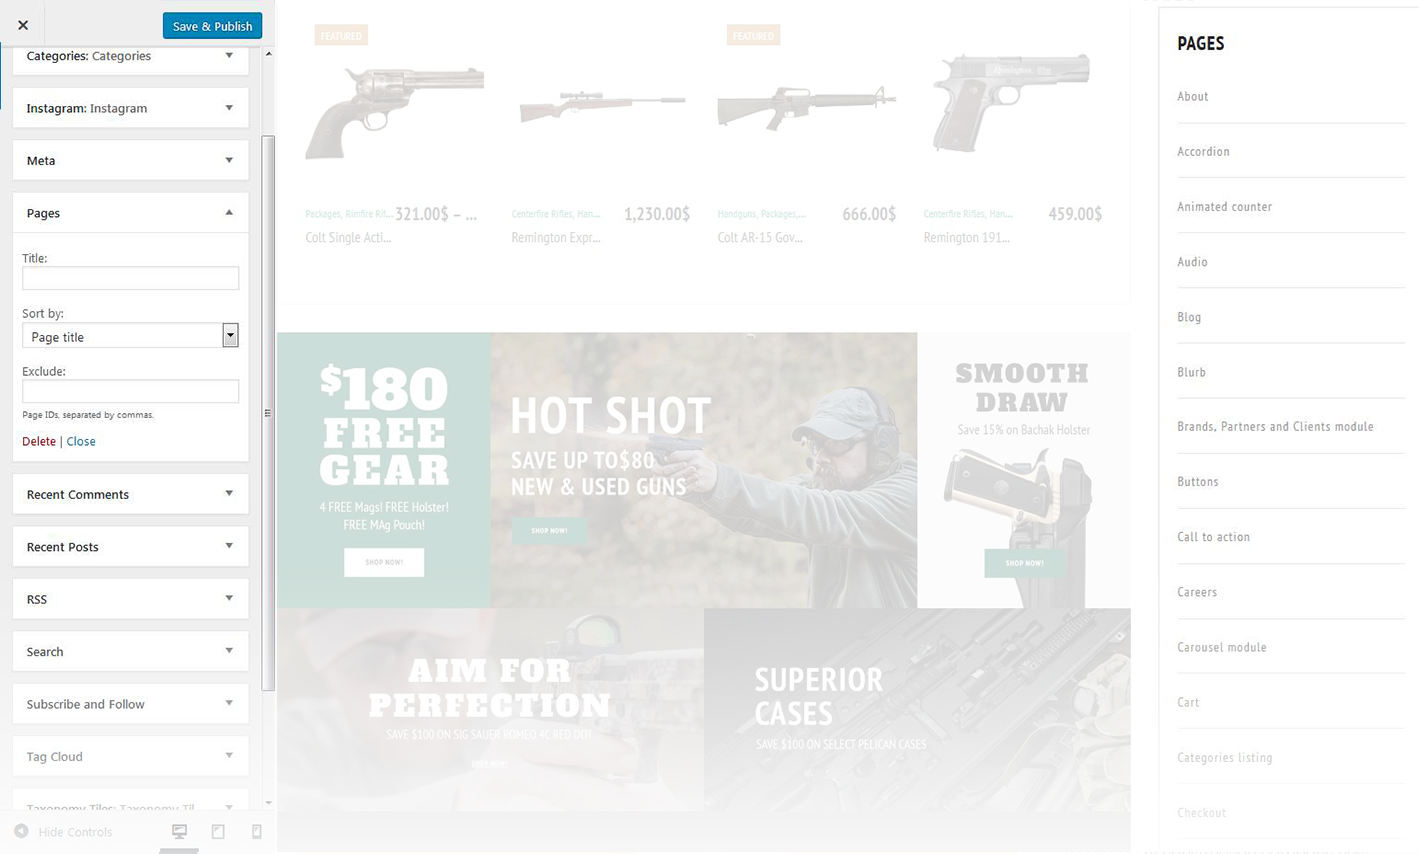 Save & Publish
Categories: Categories
Instagram: Instagram
Meta
Pages
Title:
Sort by:
Page title
Exclude:
Page IDs, separated by commas.
Delete | Close
Recent Comments
Recent Posts
RSS
Search
Subscribe and Follow
Tag Cloud
Taxonomy Tiles: Taxonomy Til
Hide Controls
FEATURED
FEATURED
Packages, Rimfire Rif... 321.00$ – ...
Colt Single Acti...
Centerfire Rifles, Han... 1,230.00$
Remington Expr...
Handguns, Packages,... 666.00$
Colt AR-15 Gov...
Centerfire Rifles, Han... 459.00$
Remington 191...
$180
FREE
GEAR
4 FREE Mags! FREE Holster!
FREE MAg Pouch!
SHOP NOW!
HOT SHOT
SAVE UP TO$80
NEW & USED GUNS
SHOP NOW!
SMOOTH
DRAW
Save 15% on Bachak Holster
SHOP NOW!
AIM FOR
PERFECTION
SAVE $100 ON SIG SAUER ROMEO 4C RED DOT
SHOP NOW!
SUPERIOR
CASES
SAVE $100 ON SELECT PELICAN CASES
PAGES
About
Accordion
Animated counter
Audio
Blog
Blurb
Brands, Partners and Clients module
Buttons
Call to action
Careers
Carousel module
Cart
Categories listing
Checkout